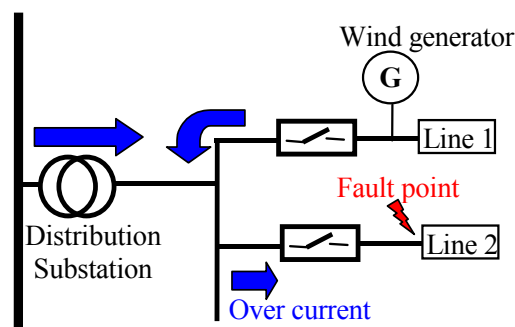 Wind generator
G
Line 1
Fault point
Distribution
Substation
Line 2
Over current